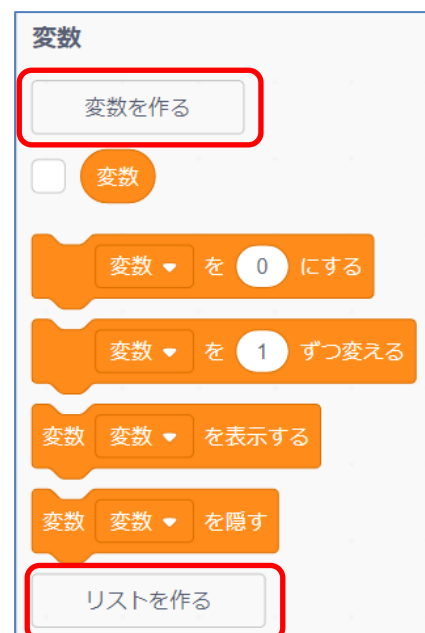 変数
変数を作る
変数
変数 を 0 にする
変数 を 1 ずつ変える
変数 変数 を表示する
変数 変数 を隠す
リストを作る